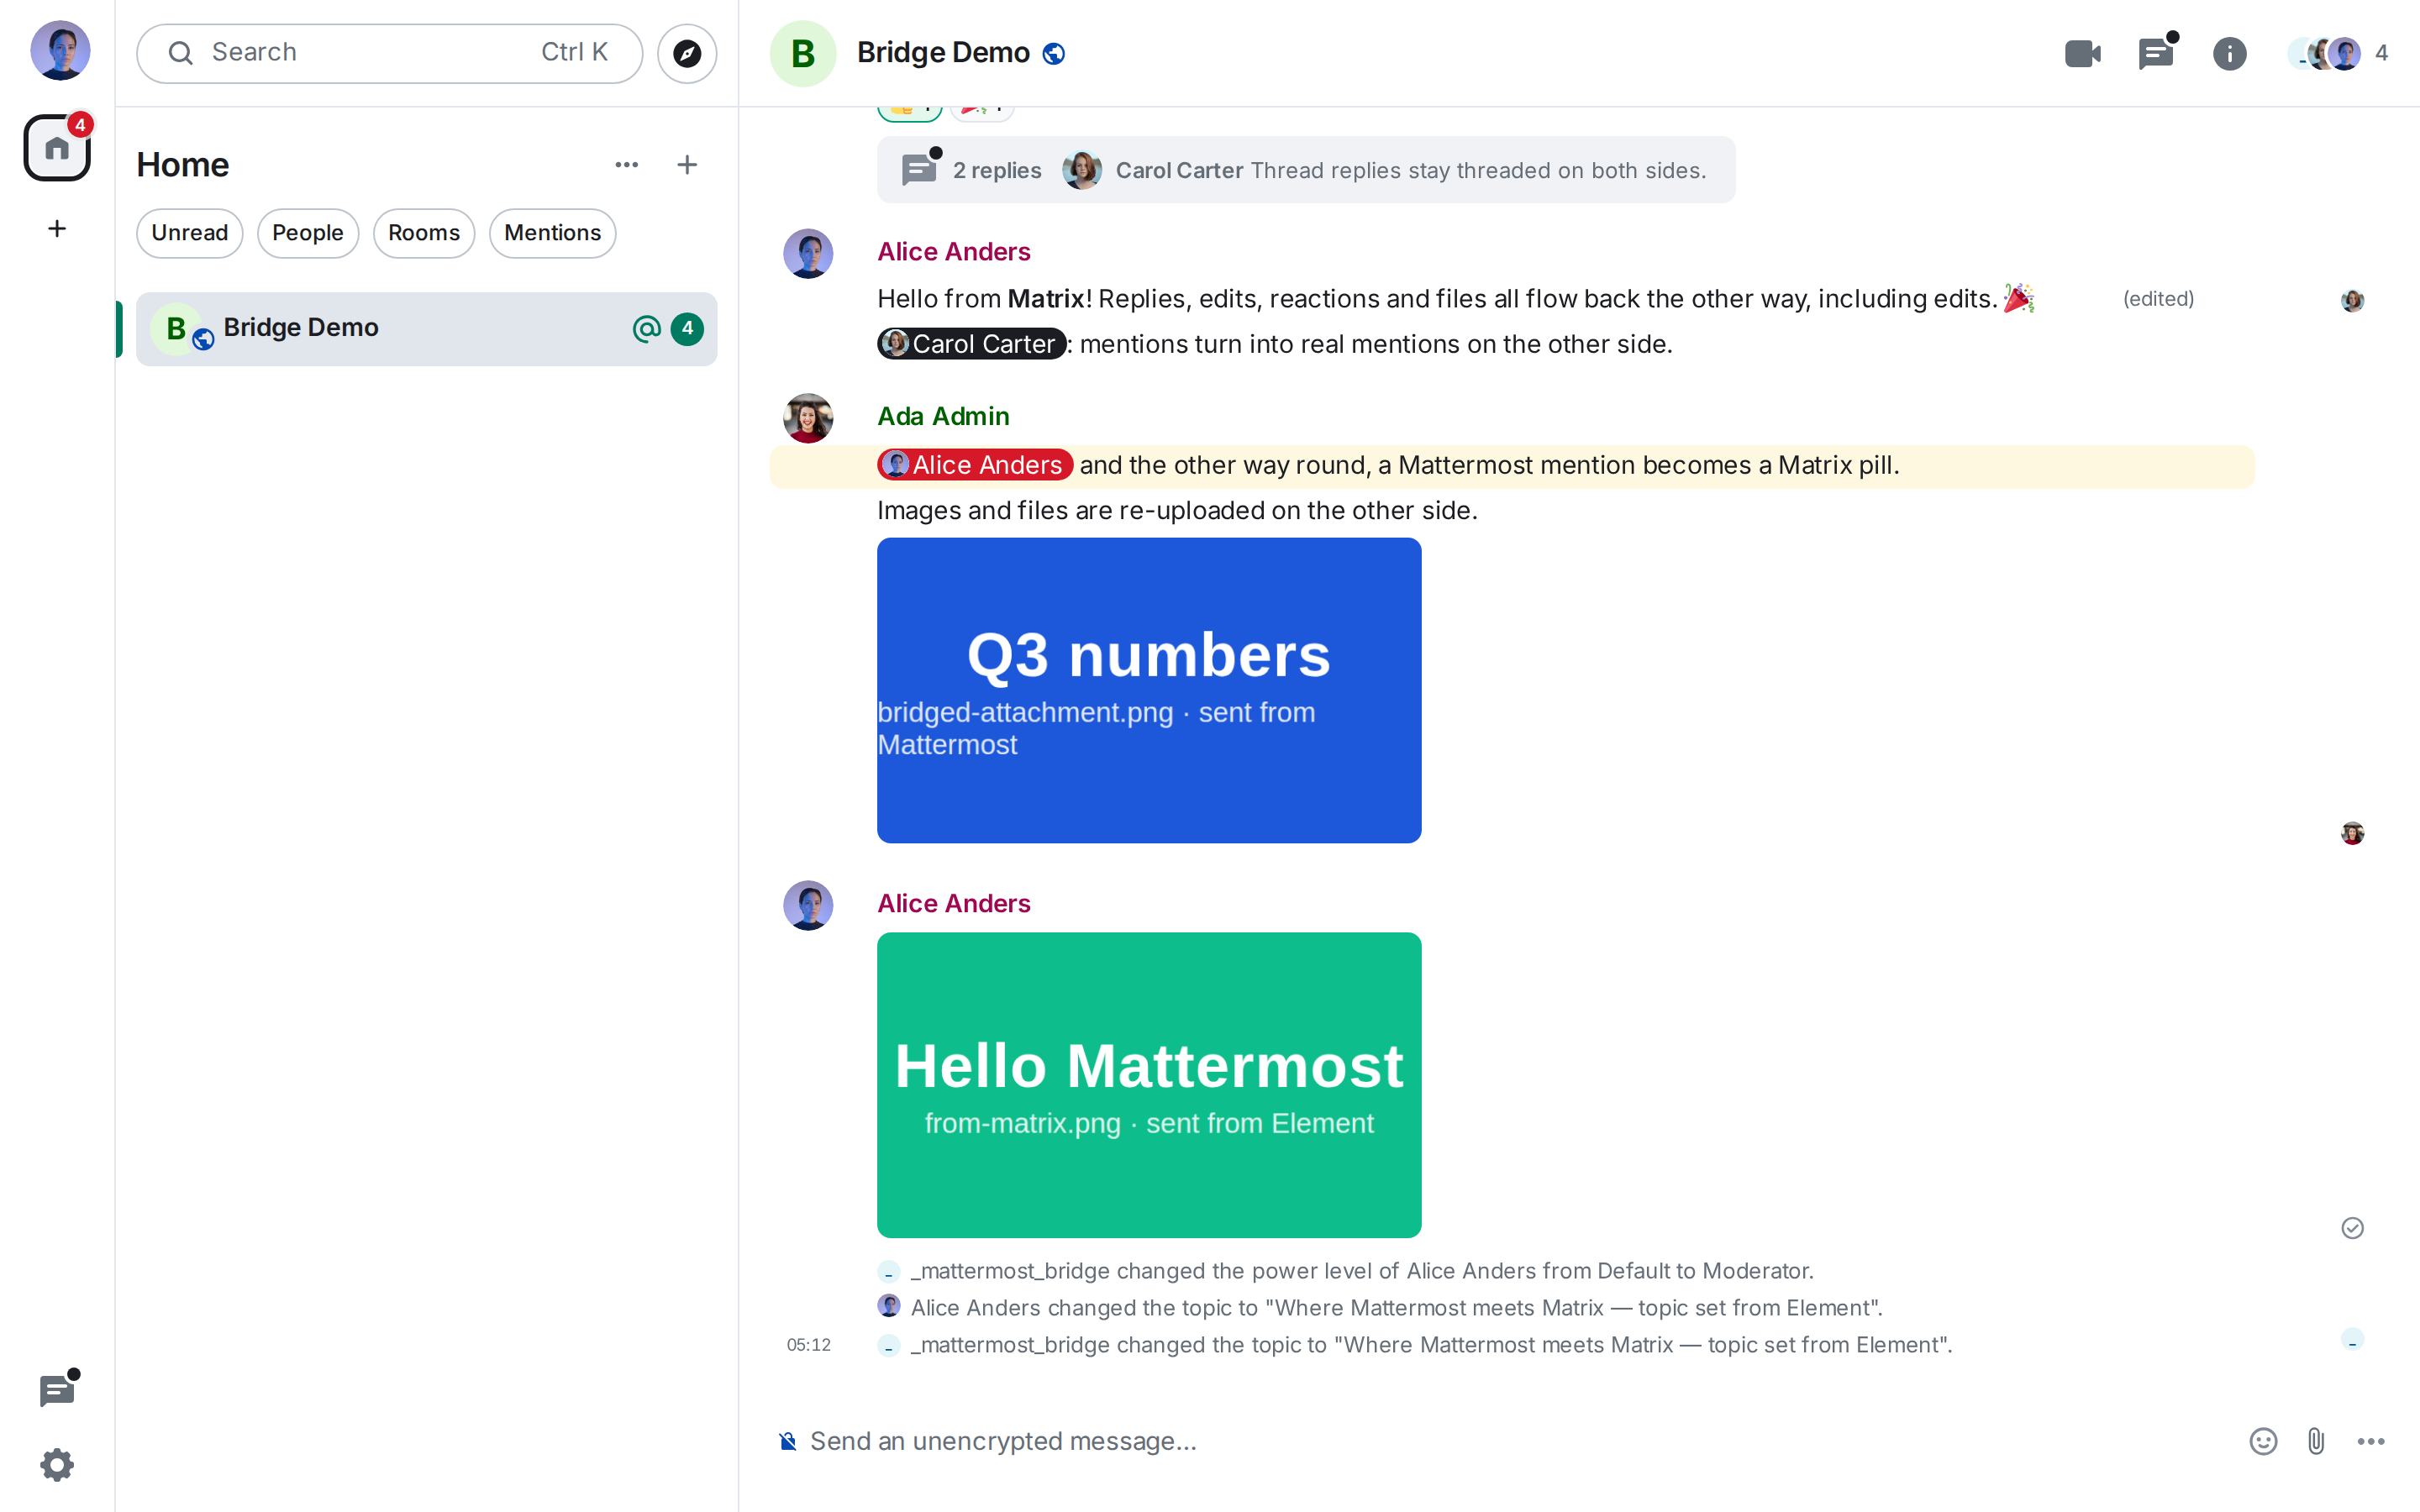 Search Ctrl K
4
Home
Unread People Rooms Mentions
B Bridge Demo 4
B Bridge Demo 4
2 replies Carol Carter Thread replies stay threaded on both sides.
Alice Anders
Hello from Matrix! Replies, edits, reactions and files all flow back the other way, including edits.🎉 (edited)
Carol Carter: mentions turn into real mentions on the other side.
Ada Admin
Alice Anders and the other way round, a Mattermost mention becomes a Matrix pill.
Images and files are re-uploaded on the other side.
Q3 numbers
bridged-attachment.png · sent from
Mattermost
Alice Anders
Hello Mattermost
from-matrix.png · sent from Element
_mattermost_bridge changed the power level of Alice Anders from Default to Moderator.
Alice Anders changed the topic to "Where Mattermost meets Matrix — topic set from Element".
05:12 _mattermost_bridge changed the topic to "Where Mattermost meets Matrix — topic set from Element".
Send an unencrypted message...